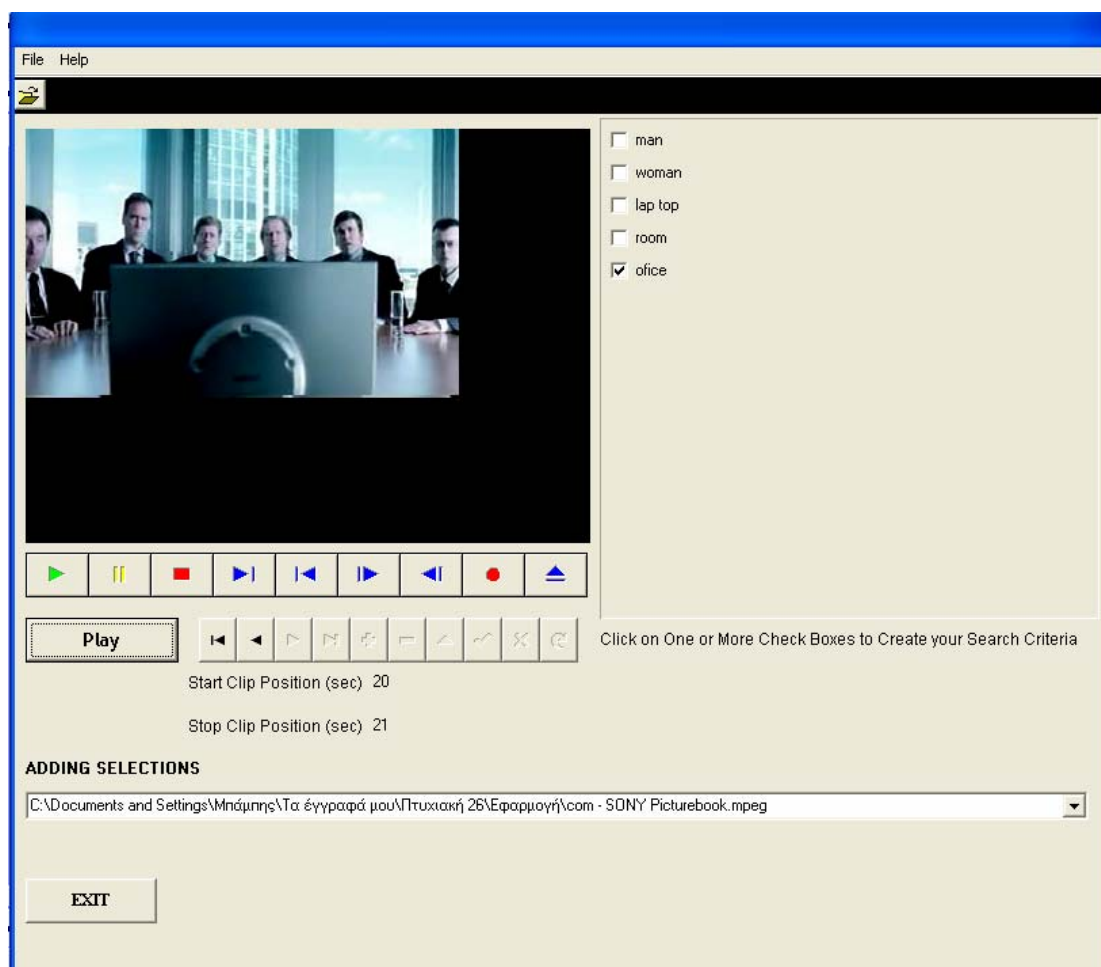 File Help
man
woman
lap top
room
ofice
Play
Click on One or More Check Boxes to Create your Search Criteria
Start Clip Position (sec) 20
Stop Clip Position (sec) 21
ADDING SELECTIONS
C:\Documents and Settings\Μπάμπης\Τα έγγραφά μου\Πτυχιακή 26\Εφαρμογή\com - SONY Picturebook.mpeg
EXIT